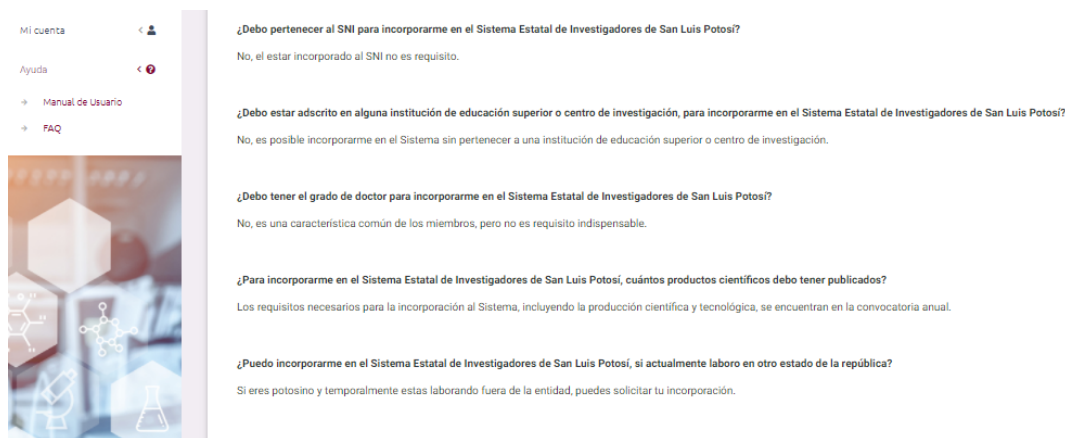 Mi cuenta
Ayuda
Manual de Usuario
FAQ
¿Debo pertenecer al SNI para incorporarme en el Sistema Estatal de Investigadores de San Luis Potosí?
No, el estar incorporado al SNI no es requisito.
¿Debo estar adscrito en alguna institución de educación superior o centro de investigación, para incorporarme en el Sistema Estatal de Investigadores de San Luis Potosí?
No, es posible incorporarme en el Sistema sin pertenecer a una institución de educación superior o centro de investigación.
¿Debo tener el grado de doctor para incorporarme en el Sistema Estatal de Investigadores de San Luis Potosí?
No, es una característica común de los miembros, pero no es requisito indispensable.
¿Para incorporarme en el Sistema Estatal de Investigadores de San Luis Potosí, cuántos productos científicos debo tener publicados?
Los requisitos necesarios para la incorporación al Sistema, incluyendo la producción científica y tecnológica, se encuentran en la convocatoria anual.
¿Puedo incorporarme en el Sistema Estatal de Investigadores de San Luis Potosí, si actualmente laboro en otro estado de la república?
Si eres potosino y temporalmente estas laborando fuera de la entidad, puedes solicitar tu incorporación.